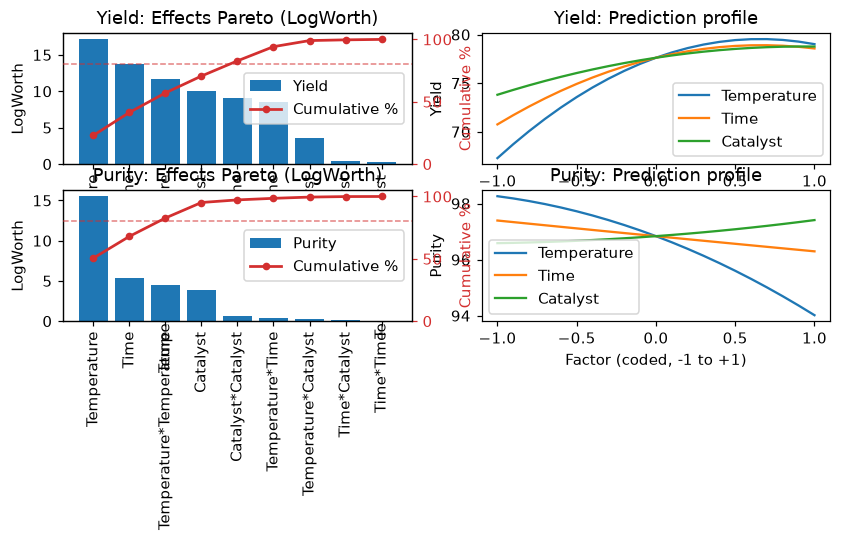 Yield: Effects Pareto (LogWorth)
LogWorth
15
10
5
0
100
0
Cumulative %
Yield
Cumulative %
Yield: Prediction profile
Yield
80
75
70
Temperature
Time
Catalyst
−1.0
−0.5
0.0
0.5
1.0
Purity: Effects Pareto (LogWorth)
LogWorth
15
10
5
0
100
0
Cumulative %
Purity
Cumulative %
Temperature
Time
Temperature*Temperature
Catalyst
Catalyst*Catalyst
Temperature*Time
Temperature*Catalyst
Time*Catalyst
Time*Time
Purity: Prediction profile
Purity
98
96
94
Temperature
Time
Catalyst
−1.0
−0.5
0.0
0.5
1.0
Factor (coded, -1 to +1)